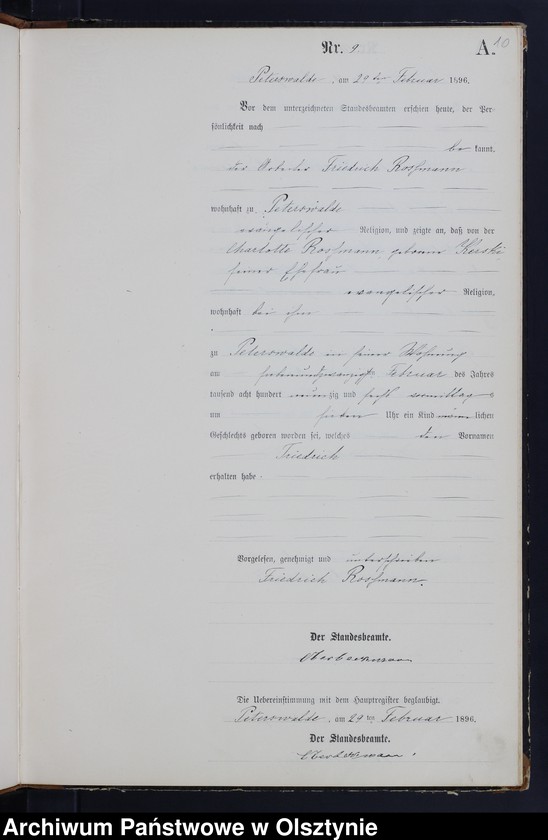 Nr. 9.
A. 10
Peterswalde, am 29ten Februar 1896.
Vor dem unterzeichneten Standesbeamten erschien heute, der Per-
sönlichkeit nach
be kannt,
der Arbeiter Friedrich Rossmann
wohnhaft zu Peterswalde
evangelischer Religion, und zeigte an, daß von der
Charlotte Rossmann geborene
seiner Ehefrau
evangelischer Religion,
wohnhaft bei ihm
zu Peterswalde in seiner Wohnung
am siebenundzwanzigsten Februar des Jahres
tausend acht hundert neunzig und sechs vormittags
um sieben Uhr ein Kind männlichen
Geschlechts geboren worden sei, welches den Vornamen
Friedrich
erhalten habe.
Vorgelesen, genehmigt und unterschrieben
Friedrich Rossmann.
Der Standesbeamte.
Die Uebereinstimmung mit dem Hauptregister beglaubigt.
Peterswalde, am 29ten Februar 1896.
Der Standesbeamte.
Archiwum Państwowe w Olsztynie